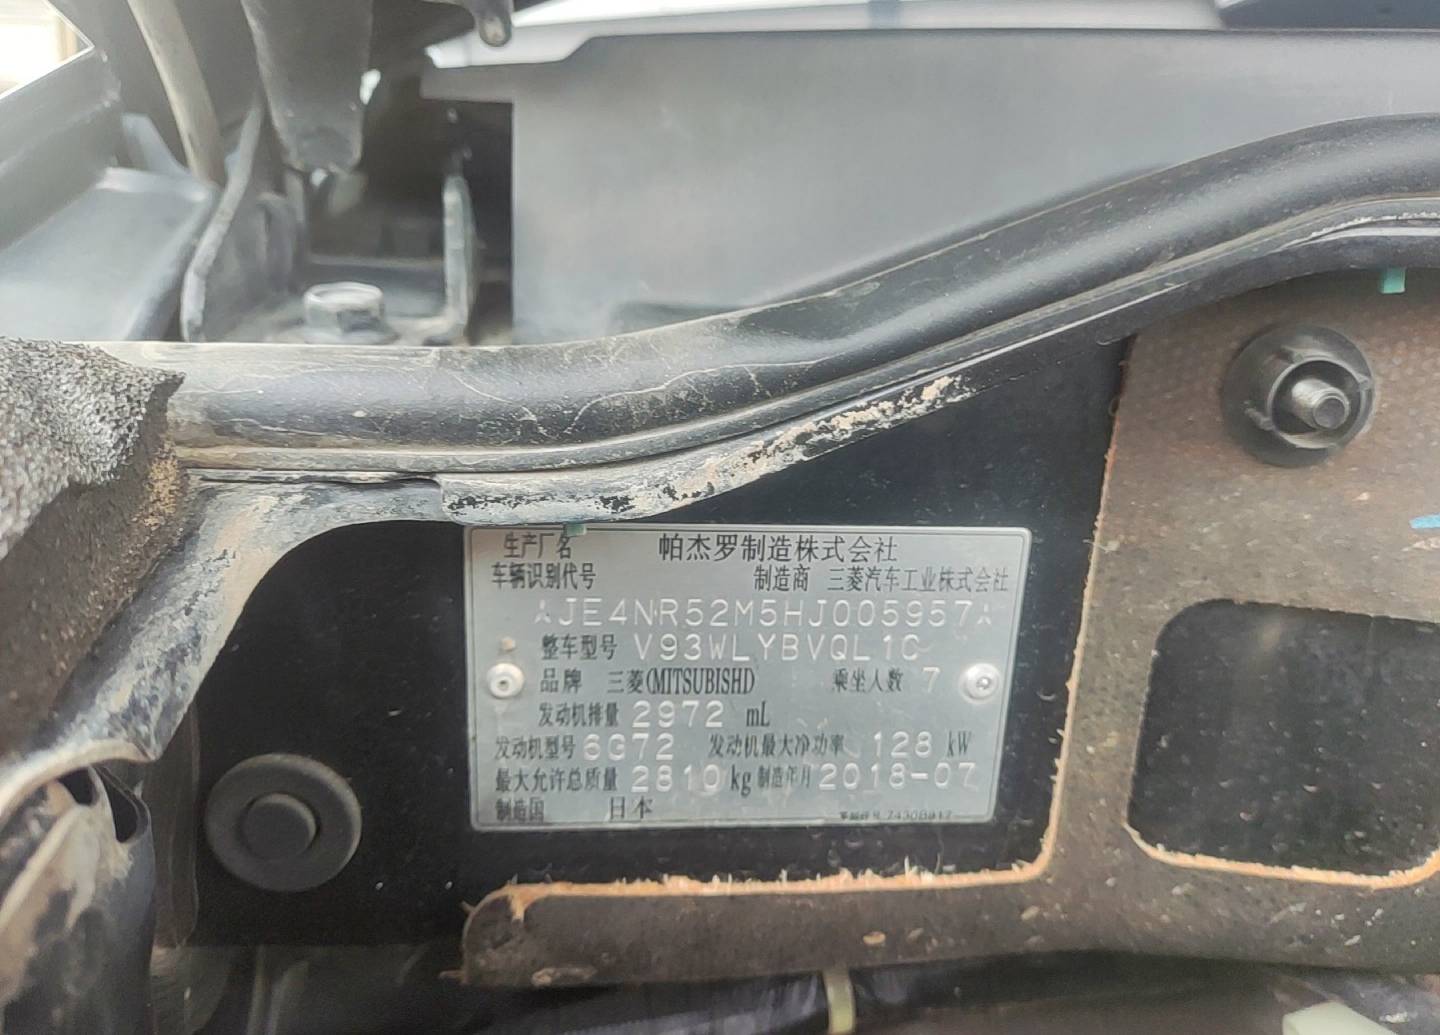 生产厂名 帕杰罗制造株式会社
车辆识别代号 制造商 三菱汽车工业株式会社
JE4NR52M5HJ005957
整车型号 V93WLYBVQL1C
品牌 三菱(MITSUBISHI) 乘坐人数 7
发动机排量 2972 mL
发动机型号 6G72 发动机最大净功率 128 kW
最大允许总质量 2810 kg 制造年月 2018-07
制造国 日本